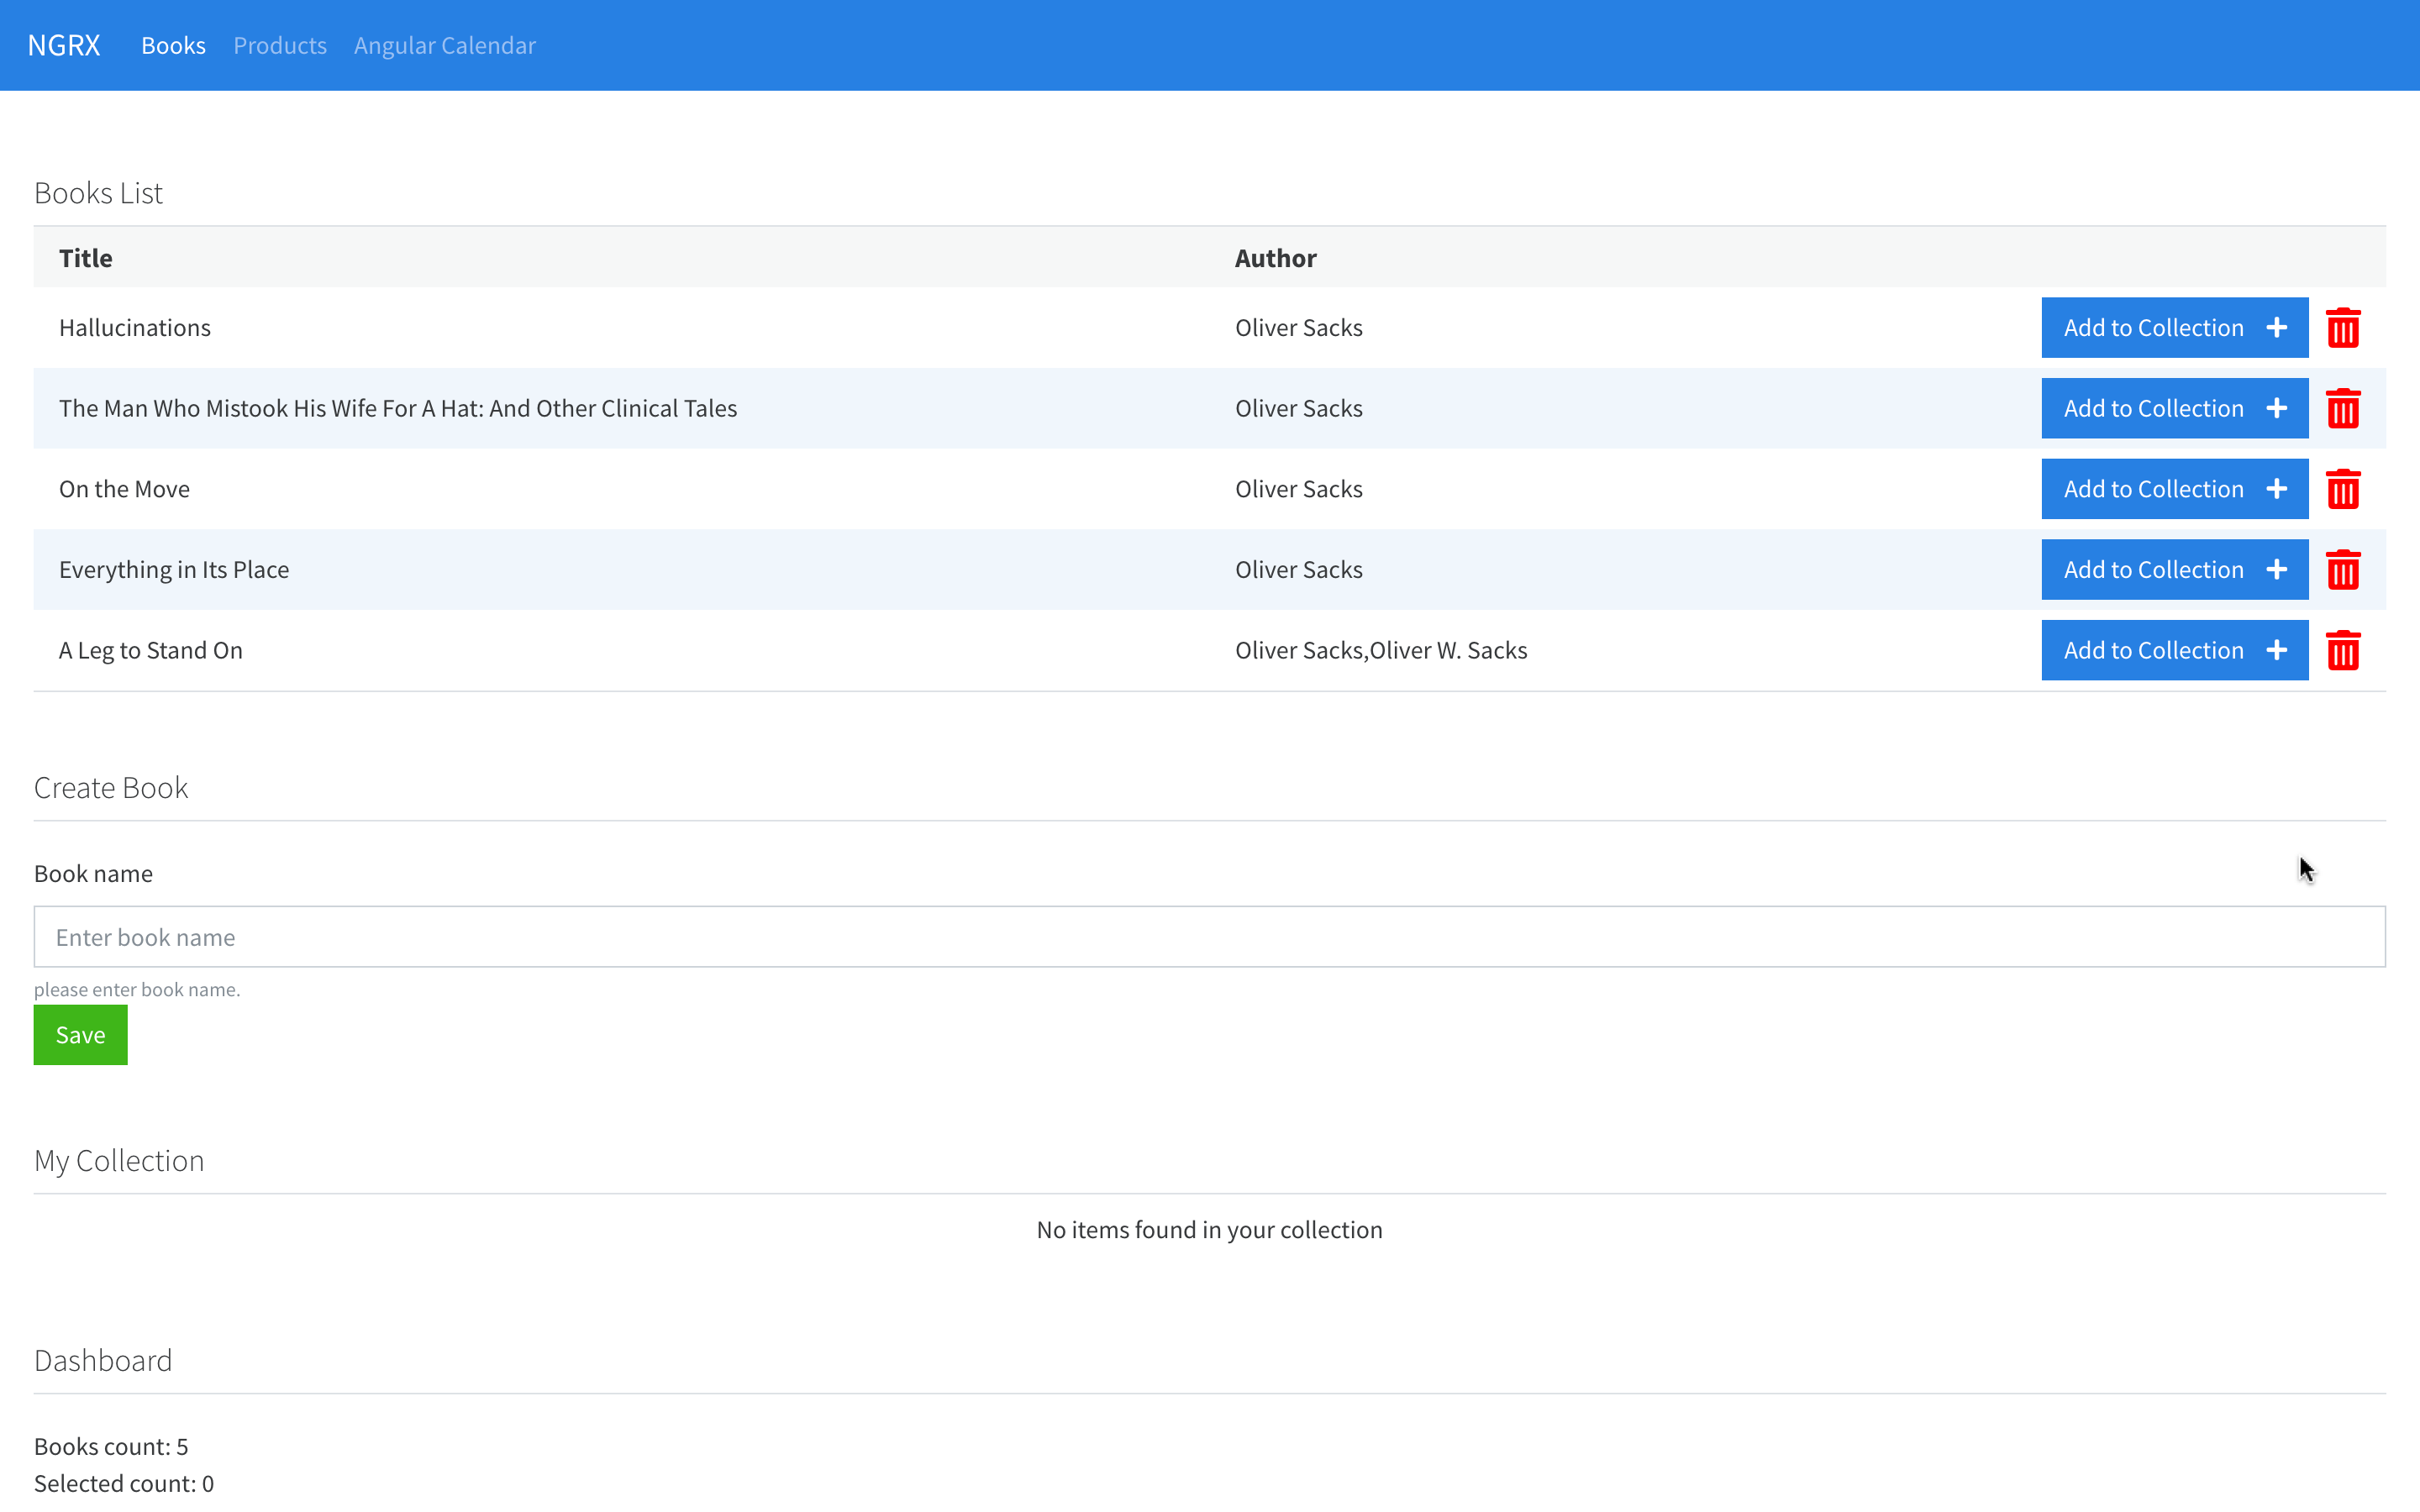 NGRX Books Products Angular Calendar
Books List
Title Author
Hallucinations Oliver Sacks Add to Collection
The Man Who Mistook His Wife For A Hat: And Other Clinical Tales Oliver Sacks Add to Collection
On the Move Oliver Sacks Add to Collection
Everything in Its Place Oliver Sacks Add to Collection
A Leg to Stand On Oliver Sacks,Oliver W. Sacks Add to Collection
Create Book
Book name
Enter book name
please enter book name.
Save
My Collection
No items found in your collection
Dashboard
Books count: 5
Selected count: 0